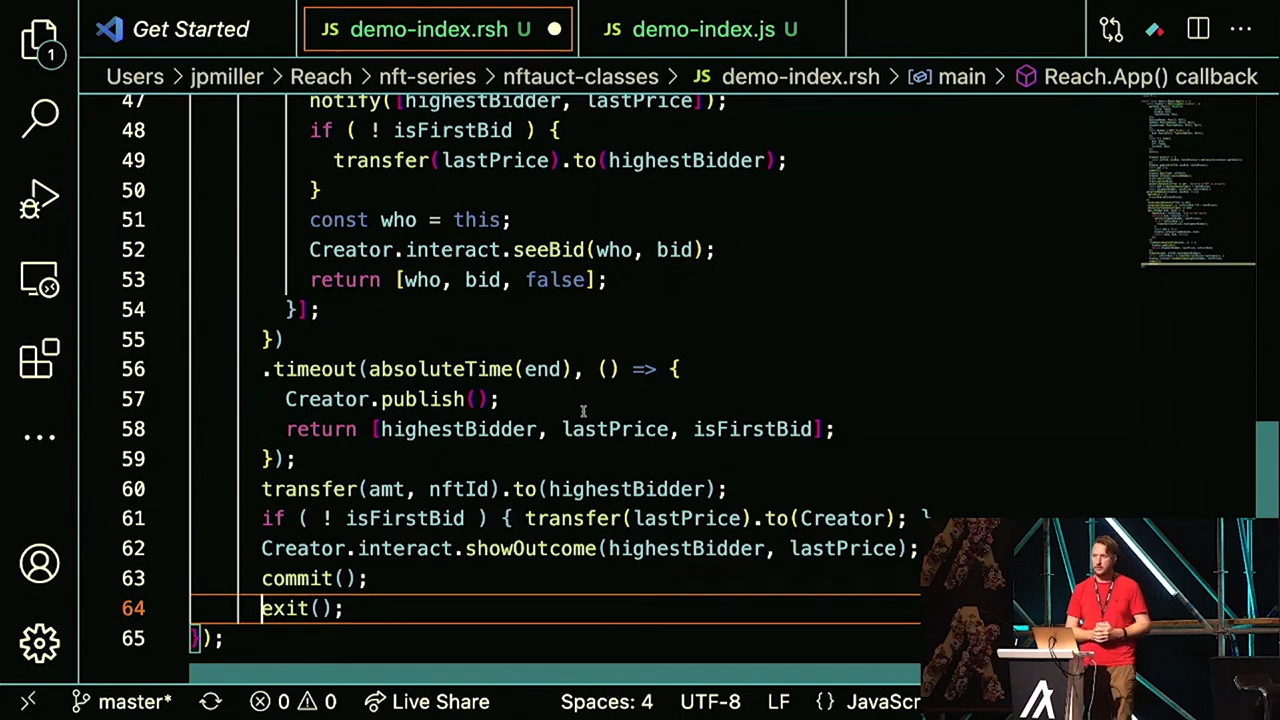 Get Started
JS demo-index.rsh U
JS demo-index.js U
1
Users > jpmiller > Reach > nft-series > nftauct-classes > JS demo-index.rsh > main > Reach.App() callback
47 notify([highestBidder, lastPrice]);
48 if ( ! isFirstBid ) {
49 transfer(lastPrice).to(highestBidder);
50 }
51 const who = this;
52 Creator.interact.seeBid(who, bid);
53 return [who, bid, false];
54 }];
55 })
56 .timeout(absoluteTime(end), () => {
57 Creator.publish();
58 return [highestBidder, lastPrice, isFirstBid];
59 });
60 transfer(amt, nftId).to(highestBidder);
61 if ( ! isFirstBid ) { transfer(lastPrice).to(Creator); }
62 Creator.interact.showOutcome(highestBidder, lastPrice);
63 commit();
64 exit();
65 });
master* 0 0 Live Share Spaces: 4 UTF-8 LF {} JavaScr